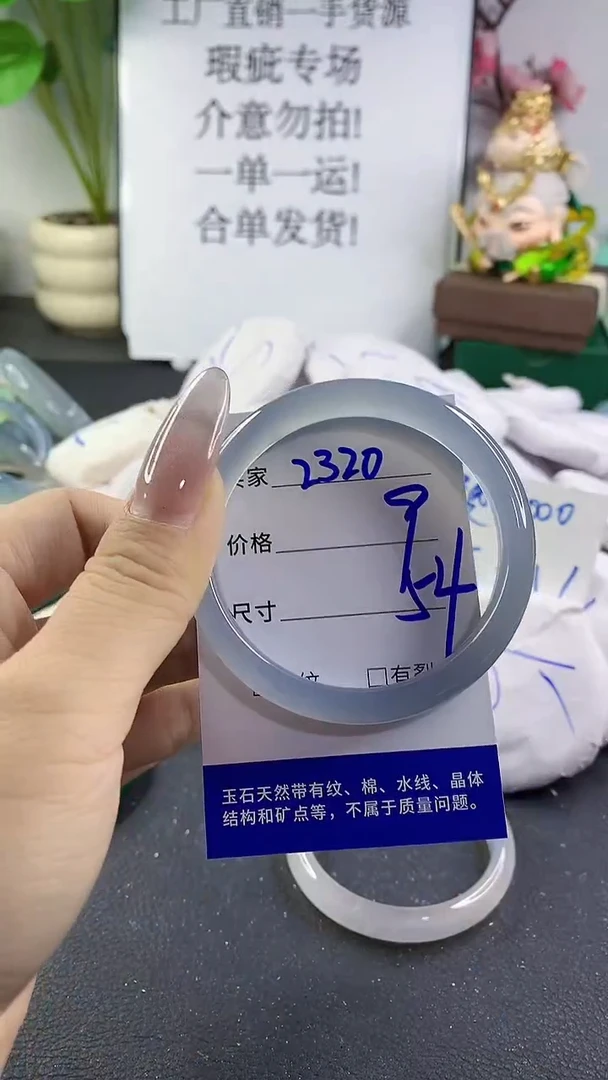 工厂直销一手货源
瑕疵专场
介意勿拍!
一单一运!
合单发货!
家 2320
价格
尺寸 54
纹 □有裂
000
玉石天然带有纹、棉、水线、晶体
结构和矿点等，不属于质量问题。